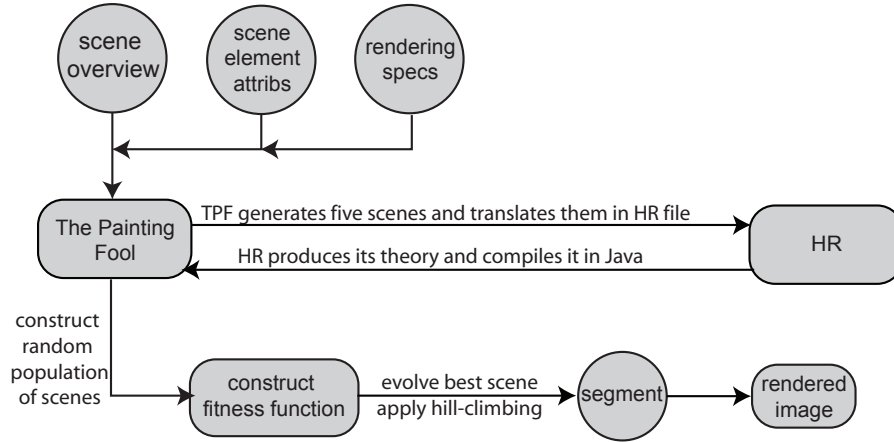 scene
overview
scene
element
attribs
rendering
specs
The Painting
Fool
TPF generates five scenes and translates them in HR file
HR produces its theory and compiles it in Java
HR
construct
random
population
of scenes
construct
fitness function
evolve best scene
apply hill-climbing
segment
rendered
image